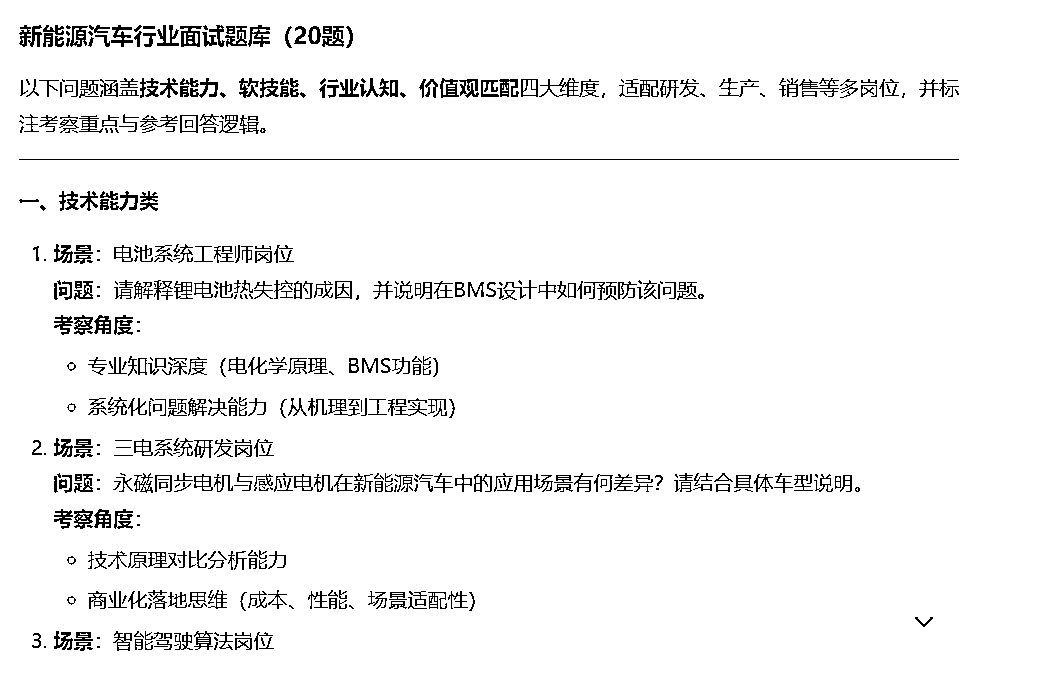 新能源汽车行业面试题库（20题）
以下问题涵盖技术能力、软技能、行业认知、价值观匹配四大维度，适配研发、生产、销售等多岗位，并标
注考察重点与参考回答逻辑。
一、技术能力类
1. 场景：电池系统工程师岗位
问题：请解释锂电池热失控的成因，并说明在BMS设计中如何预防该问题。
考察角度：
专业知识深度（电化学原理、BMS功能）
系统化问题解决能力（从机理到工程实现）
2. 场景：三电系统研发岗位
问题：永磁同步电机与感应电机在新能源汽车中的应用场景有何差异？请结合具体车型说明。
考察角度：
技术原理对比分析能力
商业化落地思维（成本、性能、场景适配性）
3. 场景：智能驾驶算法岗位